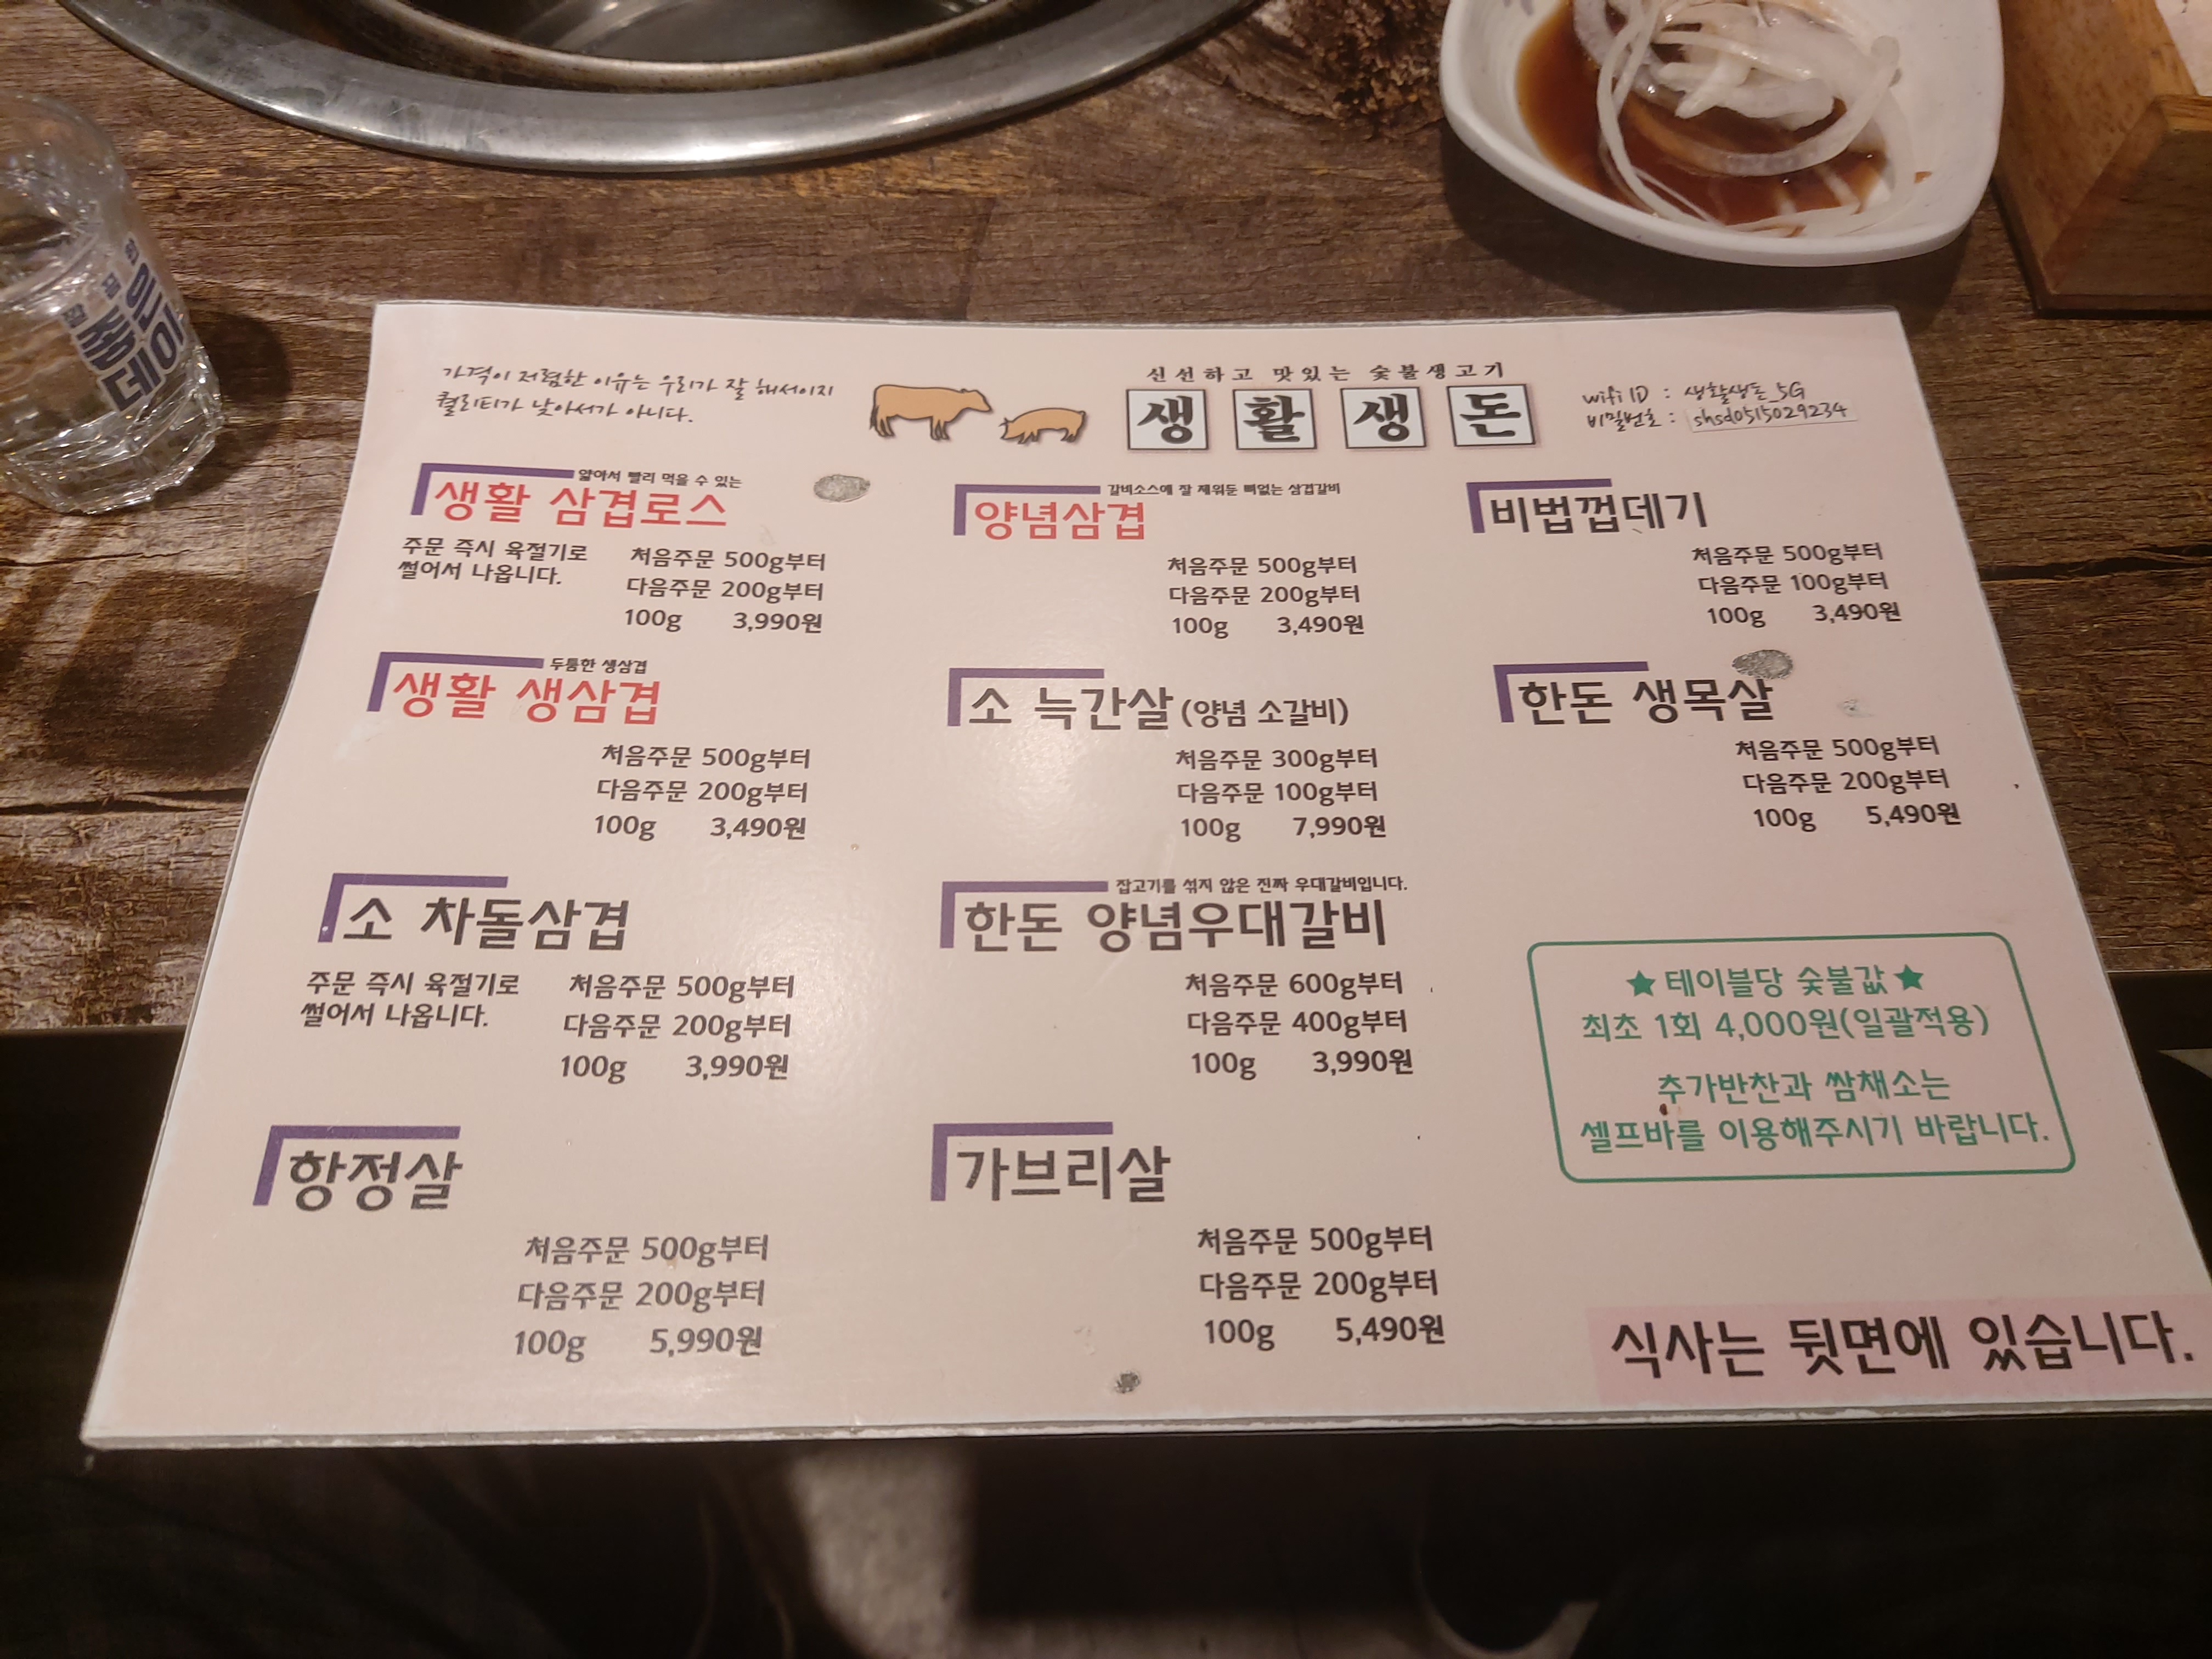 가격이 저렴한 이유는 우리가 잘 해서이지
퀄리티가 낮아서가 아니다.
신선하고 맛있는 숯불생고기
생활생돈
wifi ID : 생활생돈_5G
비밀번호 : shsd0515029234
얇아서 빨리 먹을 수 있는
생활 삼겹로스
주문 즉시 육절기로
썰어서 나옵니다.
처음주문 500g부터
다음주문 200g부터
100g 3,990원
갈비소스에 잘 재워둔 뼈없는 삼겹갈비
양념삼겹
처음주문 500g부터
다음주문 200g부터
100g 3,490원
비법껍데기
처음주문 500g부터
다음주문 100g부터
100g 3,490원
두툼한 생삼겹
생활 생삼겹
처음주문 500g부터
다음주문 200g부터
100g 3,490원
소 늑간살 (양념 소갈비)
처음주문 300g부터
다음주문 100g부터
100g 7,990원
한돈 생목살
처음주문 500g부터
다음주문 200g부터
100g 5,490원
소 차돌삼겹
주문 즉시 육절기로
썰어서 나옵니다.
처음주문 500g부터
다음주문 200g부터
100g 3,990원
잡고기를 섞지 않은 진짜 우대갈비입니다.
한돈 양념우대갈비
처음주문 600g부터
다음주문 400g부터
100g 3,990원
★테이블당 숯불값★
최초 1회 4,000원(일괄적용)
추가반찬과 쌈채소는
셀프바를 이용해주시기 바랍니다.
항정살
처음주문 500g부터
다음주문 200g부터
100g 5,990원
가브리살
처음주문 500g부터
다음주문 200g부터
100g 5,490원
식사는 뒷면에 있습니다.